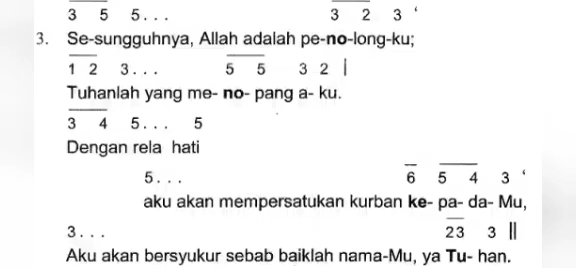 3 5 5 . . . 3 2 3 ‘
3. Se-sungguhnya, Allah adalah pe-no-long-ku;
1 2 3 . . . 5 5 3 2 |
Tuhanlah yang me- no- pang a- ku.
3 4 5 . . . 5
Dengan rela hati
5 . . . 6 5 4 3 ‘
aku akan mempersatukan kurban ke- pa- da- Mu,
3 . . . 23 3 ||
Aku akan bersyukur sebab baiklah nama-Mu, ya Tu- han.